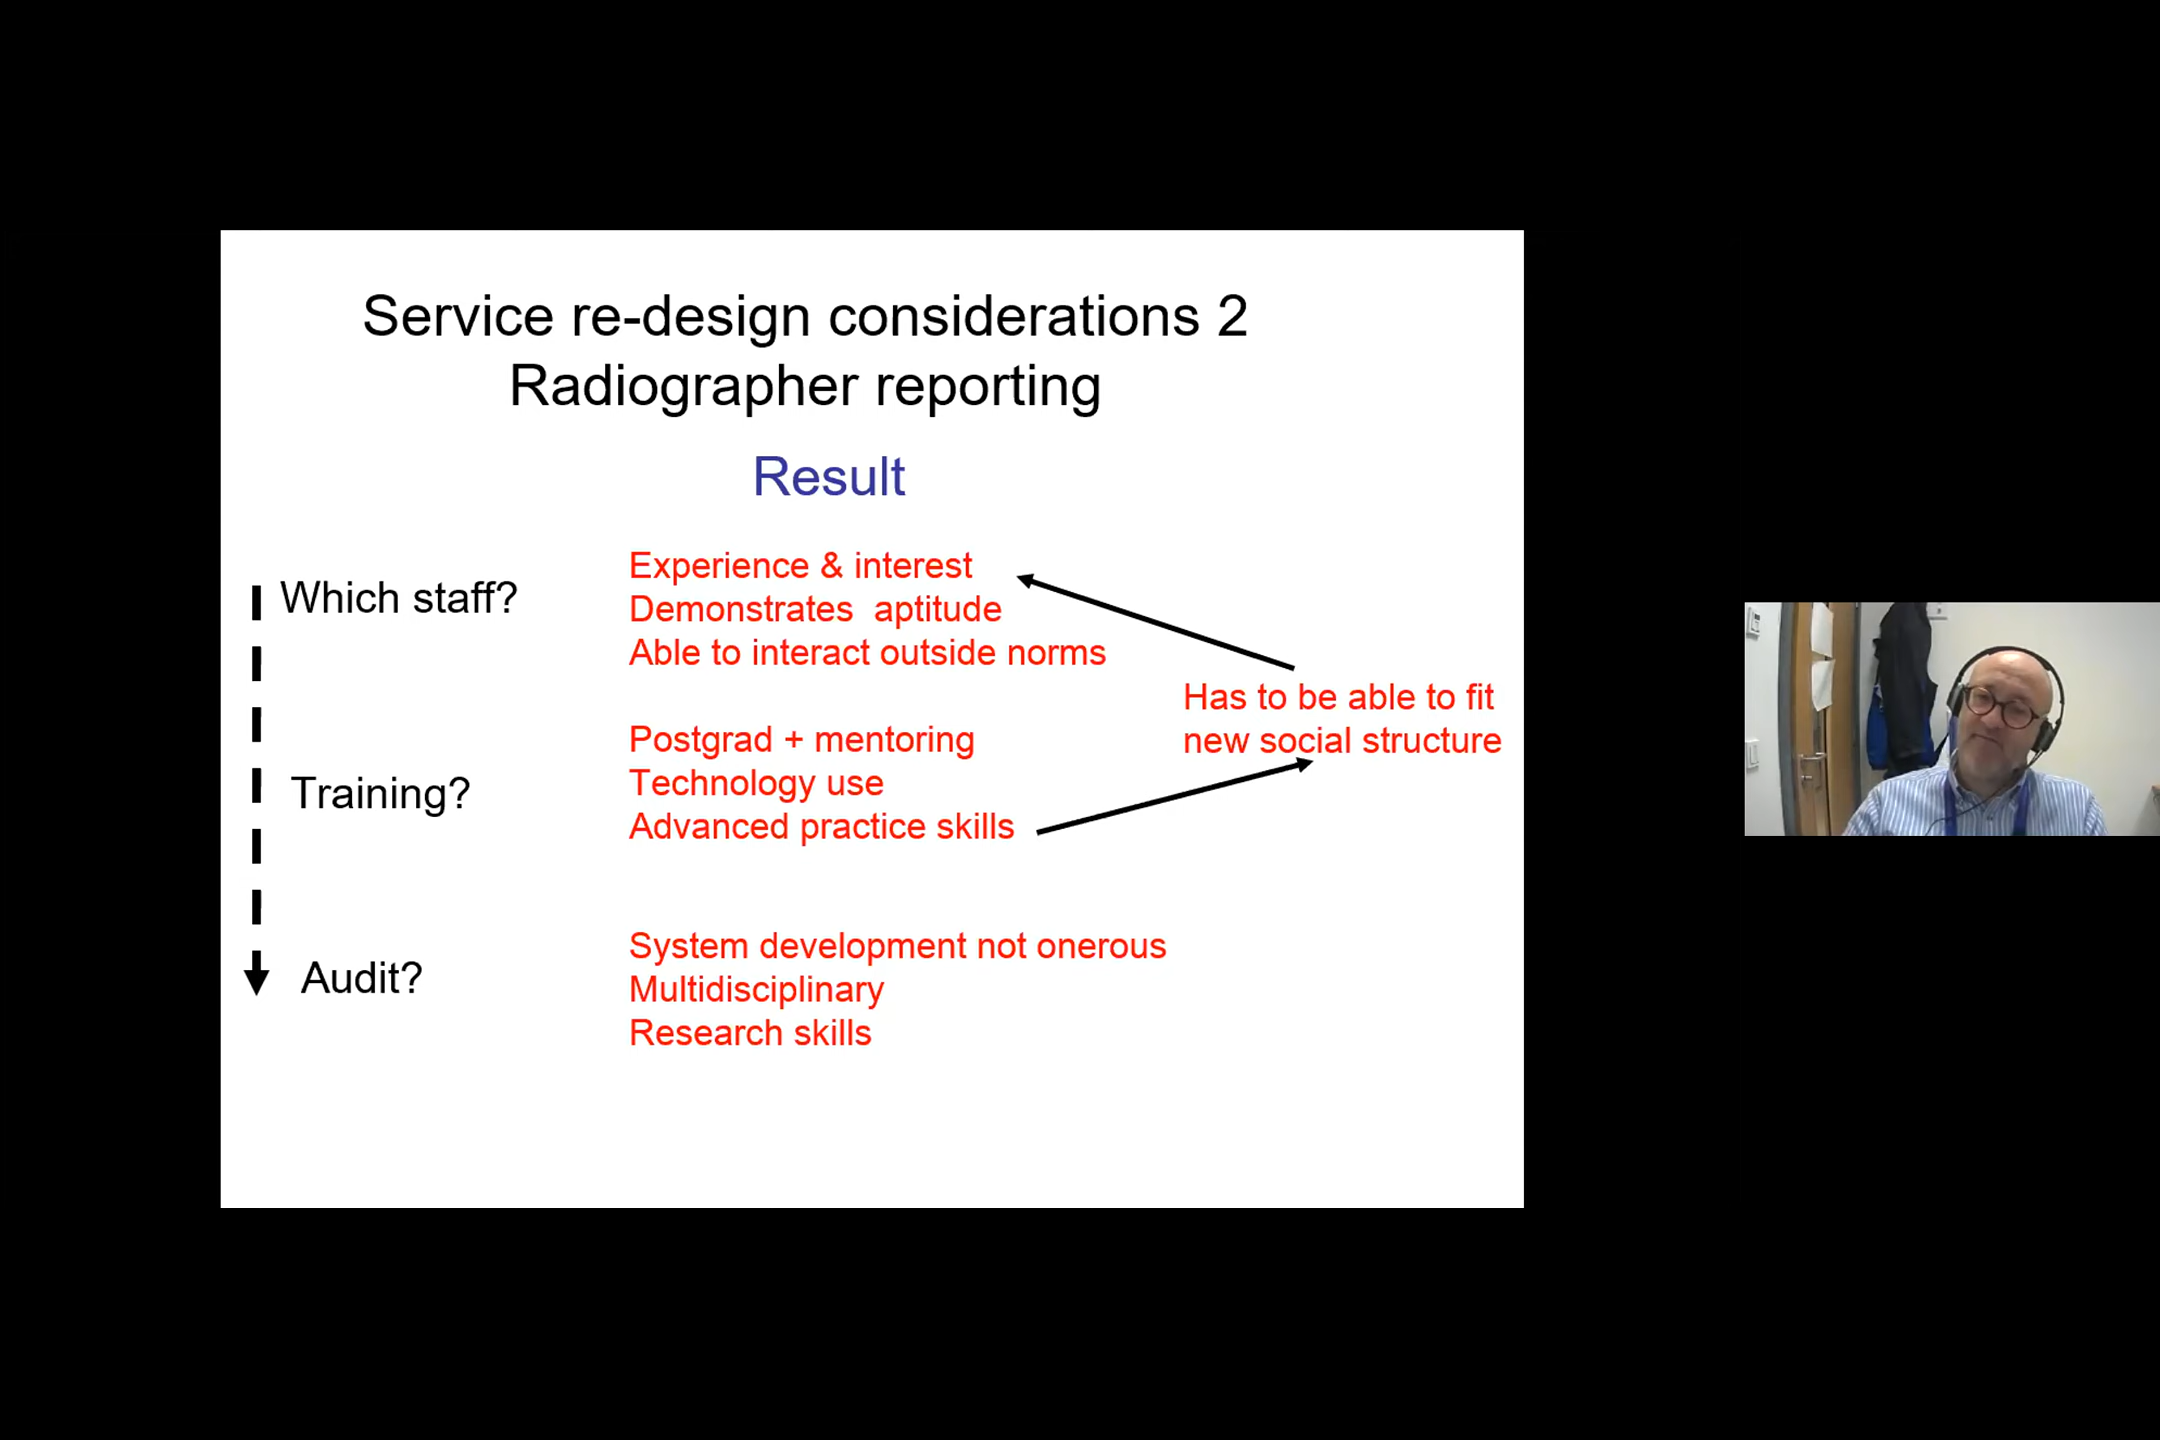 Service re-design considerations 2
Radiographer reporting
Result
Which staff?
Experience & interest
Demonstrates  aptitude
Able to interact outside norms
Has to be able to fit
new social structure
Training?
Postgrad + mentoring
Technology use
Advanced practice skills
Audit?
System development not onerous
Multidisciplinary
Research skills